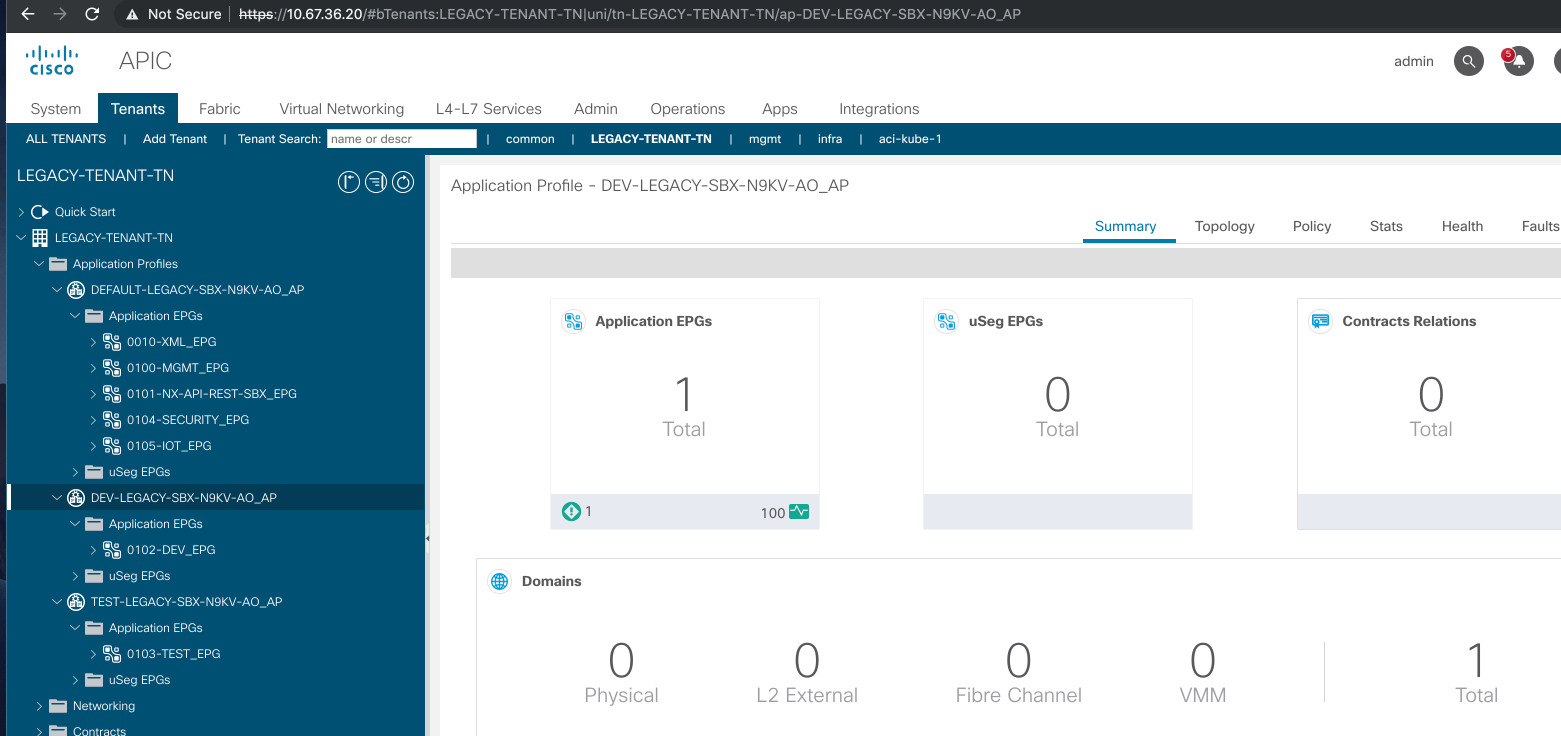 Not Secure https://10.67.36.20/#bTenants:LEGACY-TENANT-TN|uni/tn-LEGACY-TENANT-TN/ap-DEV-LEGACY-SBX-N9KV-AO_AP
CISCO APIC admin 5
System Tenants Fabric Virtual Networking L4-L7 Services Admin Operations Apps Integrations
ALL TENANTS | Add Tenant | Tenant Search: name or descr | common | LEGACY-TENANT-TN | mgmt | infra | aci-kube-1
LEGACY-TENANT-TN
Quick Start
LEGACY-TENANT-TN
Application Profiles
DEFAULT-LEGACY-SBX-N9KV-AO_AP
Application EPGs
0010-XML_EPG
0100-MGMT_EPG
0101-NX-API-REST-SBX_EPG
0104-SECURITY_EPG
0105-IOT_EPG
uSeg EPGs
DEV-LEGACY-SBX-N9KV-AO_AP
Application EPGs
0102-DEV_EPG
uSeg EPGs
TEST-LEGACY-SBX-N9KV-AO_AP
Application EPGs
0103-TEST_EPG
uSeg EPGs
Networking
Contracts
Application Profile - DEV-LEGACY-SBX-N9KV-AO_AP
Summary Topology Policy Stats Health Faults
Application EPGs
1
Total
1 100
uSeg EPGs
0
Total
Contracts Relations
0
Total
Domains
0 0 0 0 1
Physical L2 External Fibre Channel VMM Total